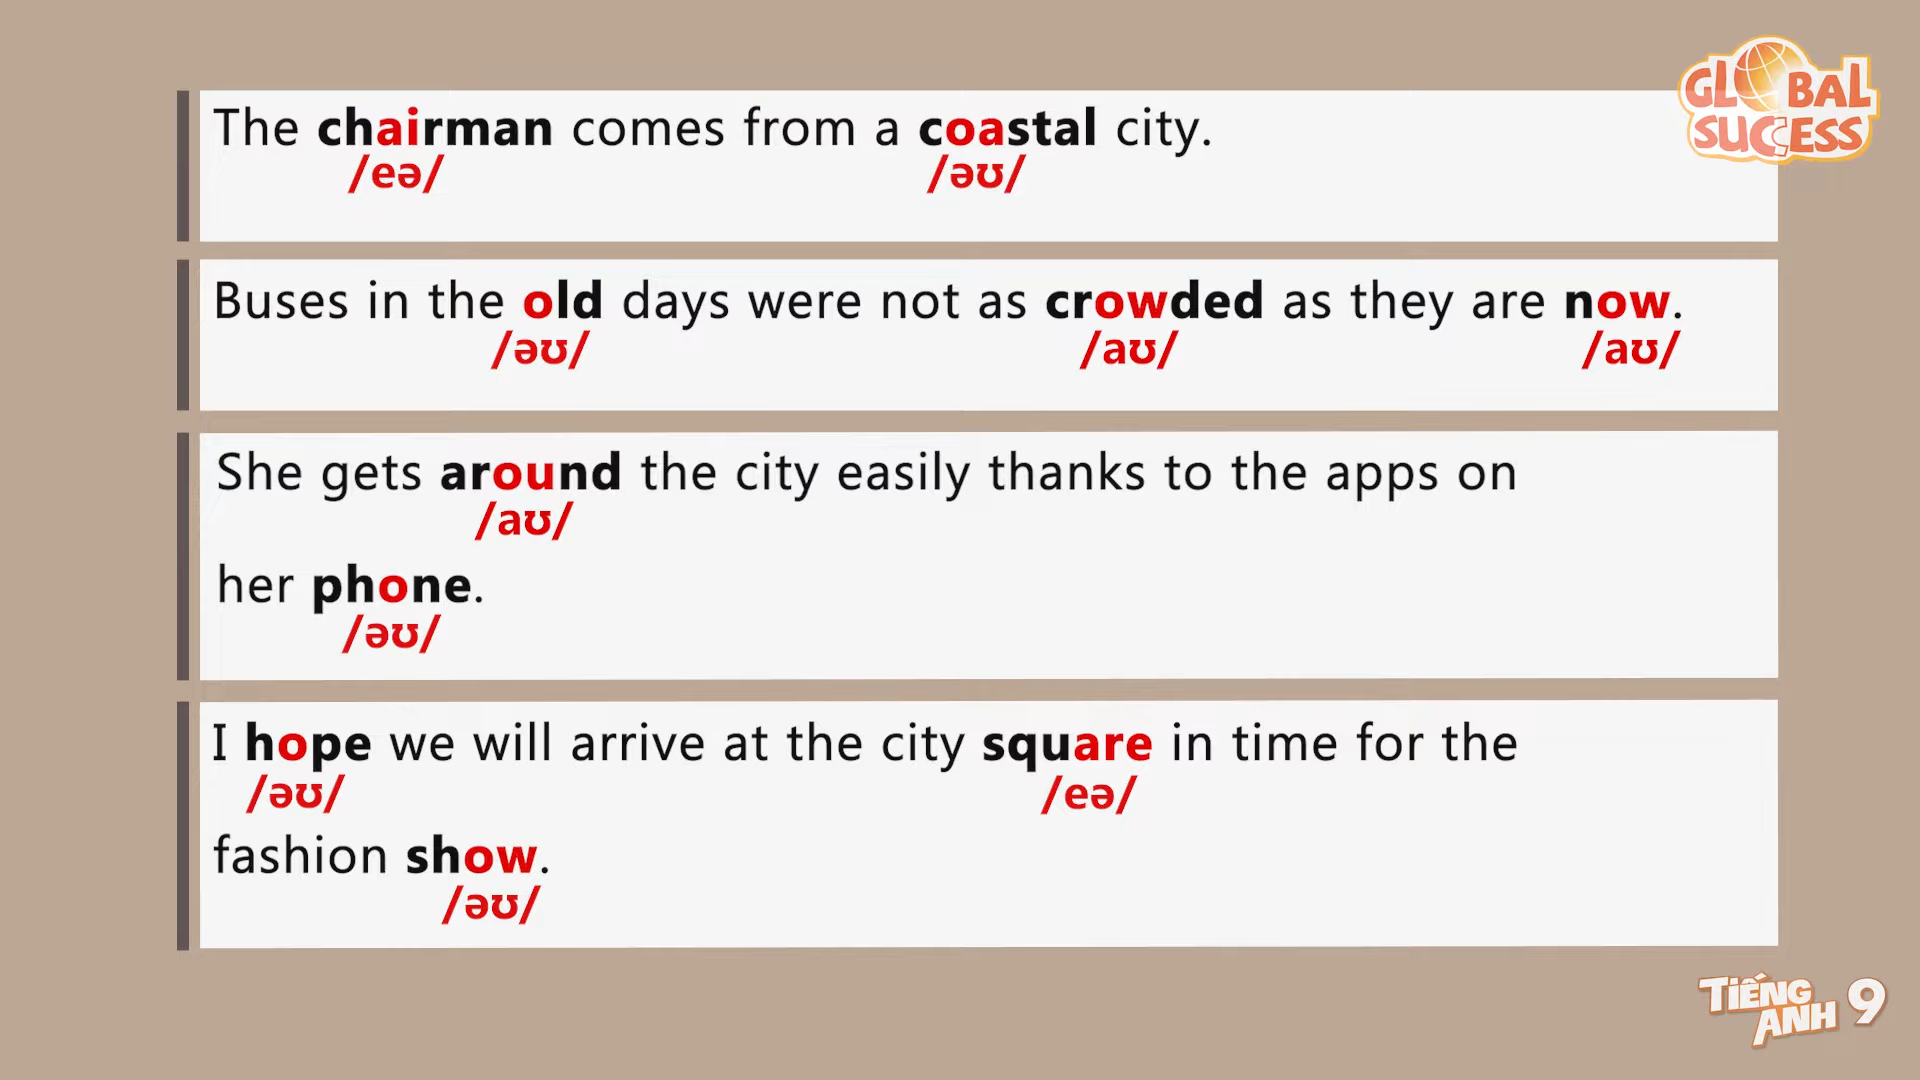 GLOBAL
SUCCESS
The chairman comes from a coastal city.
/eə/ /əʊ/
Buses in the old days were not as crowded as they are now.
/əʊ/ /aʊ/ /aʊ/
She gets around the city easily thanks to the apps on
/aʊ/
her phone.
/əʊ/
I hope we will arrive at the city square in time for the
/əʊ/ /eə/
fashion show.
/əʊ/
TIẾNG
ANH 9